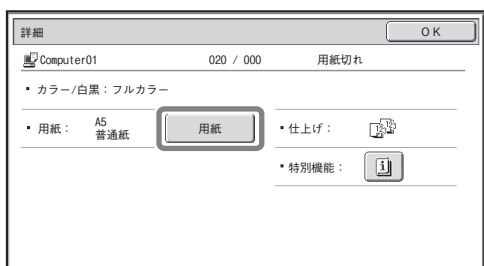 詳細
OK
Computer01 020 / 000 用紙切れ
・カラー/白黒：フルカラー
・用紙： A5
普通紙
用紙
・仕上げ：
・特別機能：